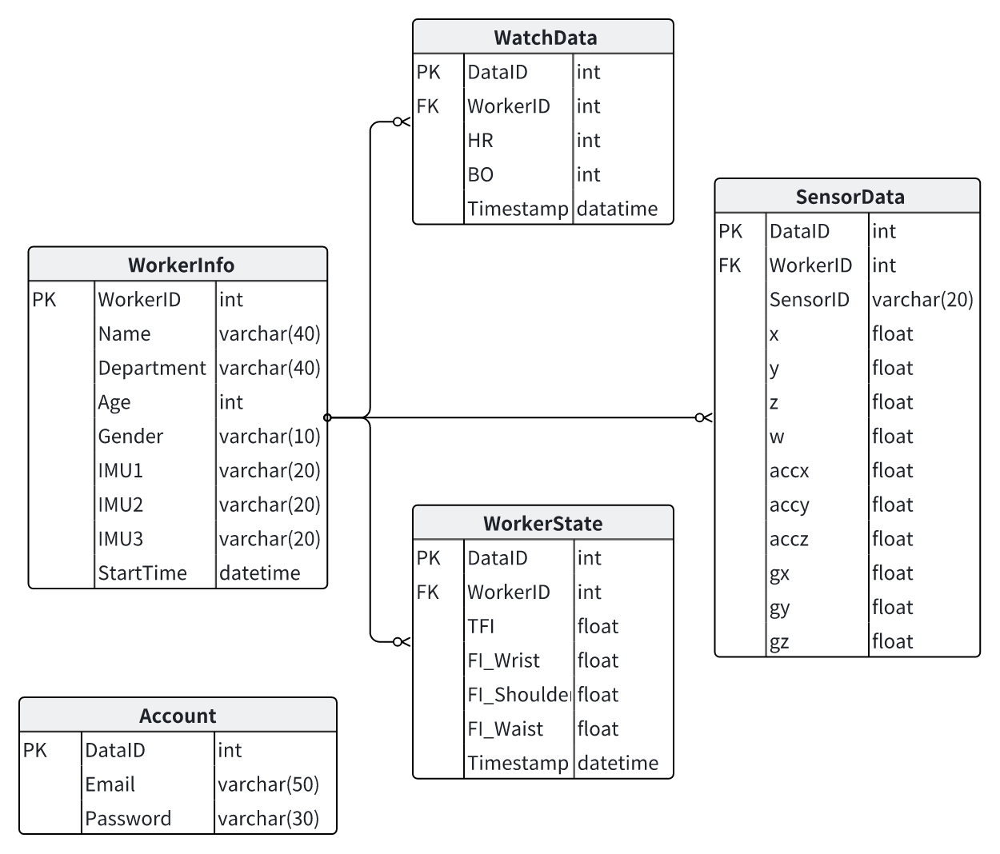 WatchData
PK DataID int
FK WorkerID int
HR int
BO int
Timestamp datatime
SensorData
PK DataID int
FK WorkerID int
SensorID varchar(20)
x float
y float
z float
w float
accx float
accy float
accz float
gx float
gy float
gz float
WorkerInfo
PK WorkerID int
Name varchar(40)
Department varchar(40)
Age int
Gender varchar(10)
IMU1 varchar(20)
IMU2 varchar(20)
IMU3 varchar(20)
StartTime datetime
WorkerState
PK DataID int
FK WorkerID int
TFI float
FI_Wrist float
FI_Shoulder float
FI_Waist float
Timestamp datetime
Account
PK DataID int
Email varchar(50)
Password varchar(30)